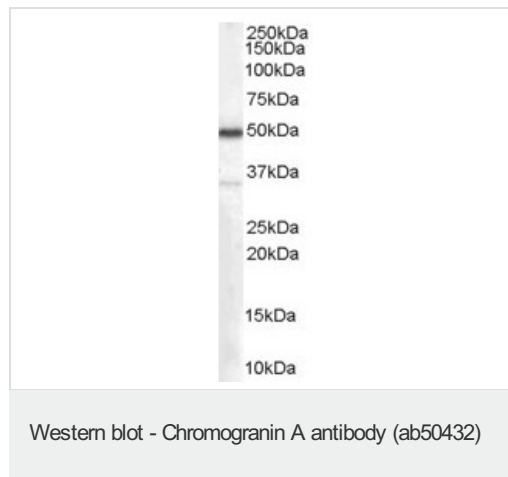 250kDa
150kDa
100kDa
75kDa
50kDa
37kDa
25kDa
20kDa
15kDa
10kDa
Western blot - Chromogranin A antibody (ab50432)